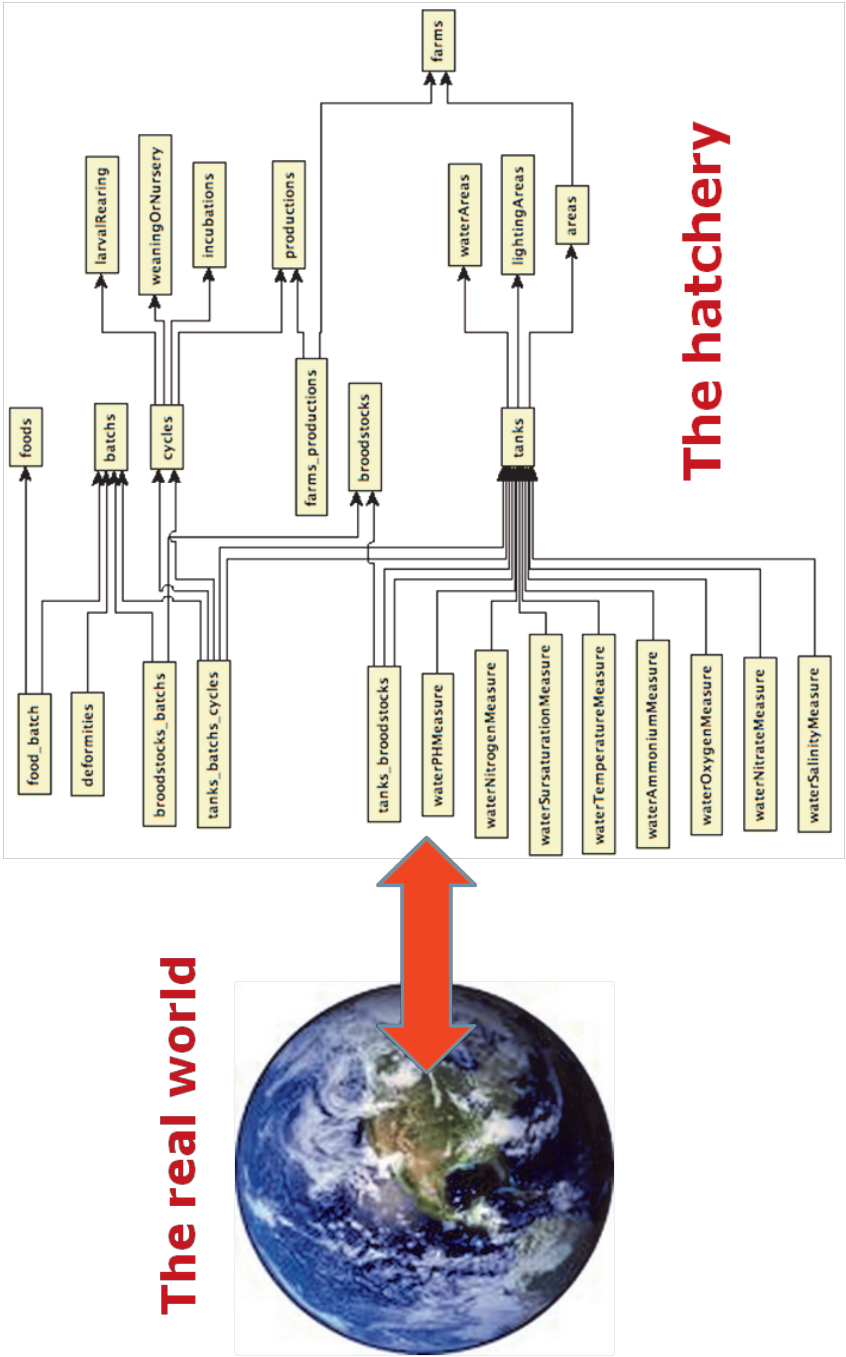 The real world
The hatchery
food_batch
deformities
broodstocks_batchs
tanks_batchs_cycles
tanks_broodstocks
waterPHMeasure
waterNitrogenMeasure
waterSursaturationMeasure
waterTemperatureMeasure
waterAmmoniumMeasure
waterOxygenMeasure
waterNitrateMeasure
waterSalinityMeasure
foods
batchs
cycles
farms_productions
broodstocks
tanks
larvalRearing
weaningOrNursery
incubations
productions
waterAreas
lightingAreas
areas
farms